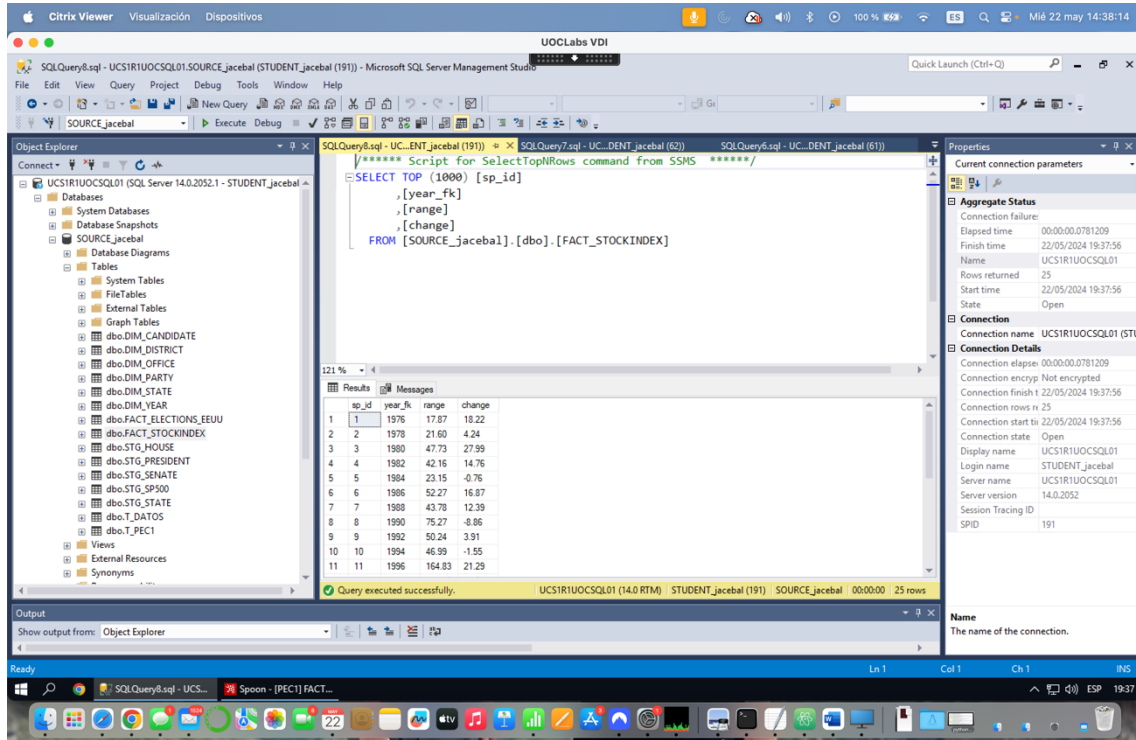 Citrix Viewer Visualización Dispositivos
100 % ES Mié 22 may 14:38:14
UOCLabs VDI
SQLQuery8.sql - UCS1R1UOCSQL01.SOURCE_jacebal (STUDENT_jacebal (191)) - Microsoft SQL Server Management Studio
Quick Launch (Ctrl+Q)
File Edit View Query Project Debug Tools Window Help
New Query
SOURCE_jacebal Execute Debug
Object Explorer
Connect
UCS1R1UOCSQL01 (SQL Server 14.0.2052.1 - STUDENT_jacebal
Databases
System Databases
Database Snapshots
SOURCE_jacebal
Database Diagrams
Tables
System Tables
FileTables
External Tables
Graph Tables
dbo.DIM_CANDIDATE
dbo.DIM_DISTRICT
dbo.DIM_OFFICE
dbo.DIM_PARTY
dbo.DIM_STATE
dbo.DIM_YEAR
dbo.FACT_ELECTIONS_EEUU
dbo.FACT_STOCKINDEX
dbo.STG_HOUSE
dbo.STG_PRESIDENT
dbo.STG_SENATE
dbo.STG_SP500
dbo.STG_STATE
dbo.T_DATOS
dbo.T_PEC1
Views
External Resources
Synonyms
SQLQuery8.sql - UC...ENT_jacebal (191)) SQLQuery7.sql - UC...DENT_jacebal (62)) SQLQuery6.sql - UC...DENT_jacebal (61))
/****** Script for SelectTopNRows command from SSMS ******/
SELECT TOP (1000) [sp_id]
,[year_fk]
,[range]
,[change]
FROM [SOURCE_jacebal].[dbo].[FACT_STOCKINDEX]
121 %
Results Messages
sp_id year_fk range change
1 1 1976 17.87 18.22
2 2 1978 21.60 4.24
3 3 1980 47.73 27.99
4 4 1982 42.16 14.76
5 5 1984 23.15 -0.76
6 6 1986 52.27 16.87
7 7 1988 43.78 12.39
8 8 1990 75.27 -8.86
9 9 1992 50.24 3.91
10 10 1994 46.99 -1.55
11 11 1996 164.83 21.29
Query executed successfully. UCS1R1UOCSQL01 (14.0 RTM) STUDENT_jacebal (191) SOURCE_jacebal 00:00:00 25 rows
Properties
Current connection parameters
Aggregate Status
Connection failure:
Elapsed time 00:00:00.0781209
Finish time 22/05/2024 19:37:56
Name UCS1R1UOCSQL01
Rows returned 25
Start time 22/05/2024 19:37:56
State Open
Connection
Connection name UCS1R1UOCSQL01 (STU
Connection Details
Connection elapse 00:00:00.0781209
Connection encryp Not encrypted
Connection finish t 22/05/2024 19:37:56
Connection rows re 25
Connection start tir 22/05/2024 19:37:56
Connection state Open
Display name UCS1R1UOCSQL01
Login name STUDENT_jacebal
Server name UCS1R1UOCSQL01
Server version 14.0.2052
Session Tracing ID
SPID 191
Name
The name of the connection.
Output
Show output from: Object Explorer
Ready Ln 1 Col 1 Ch 1 INS
SQLQuery8.sql - UCS... Spoon - [PEC1] FACT...
ESP 19:37
MAY
22
tv